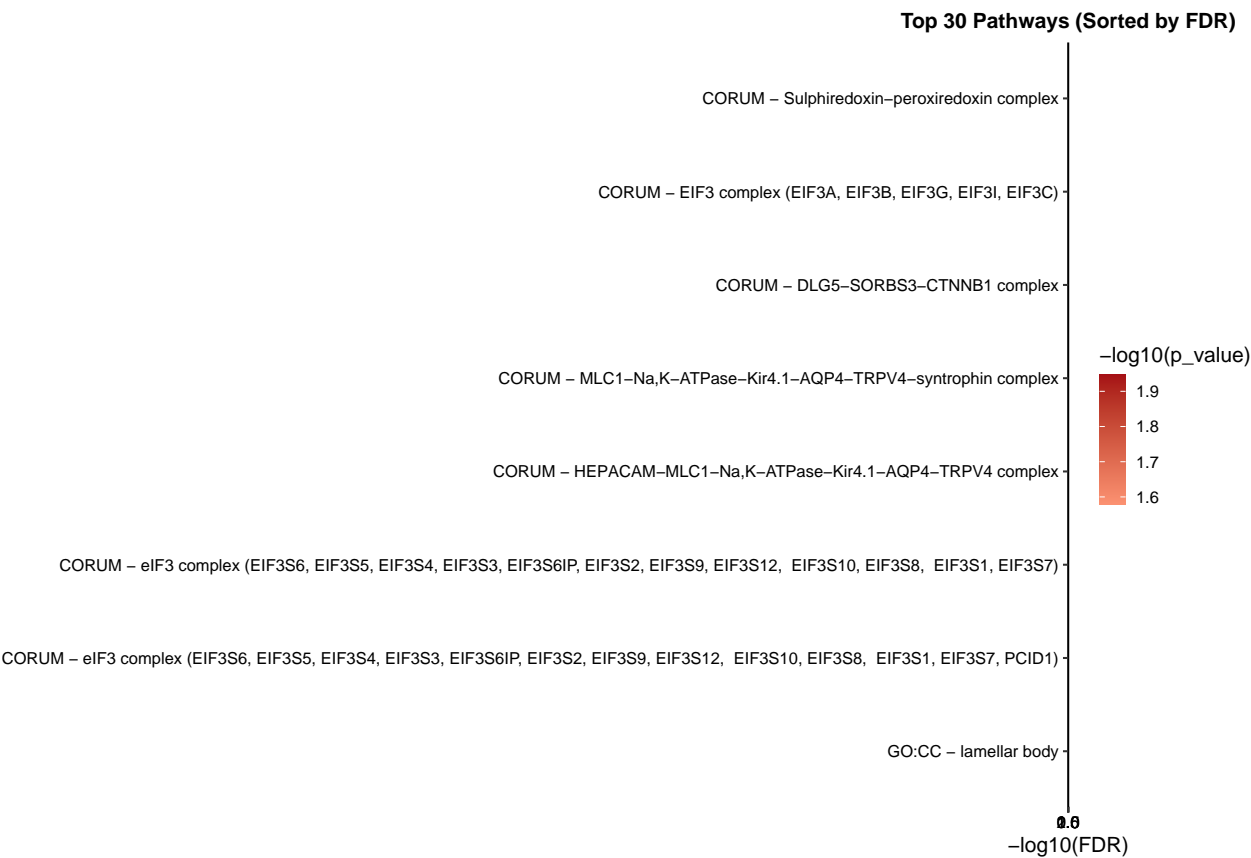 Top 30 Pathways (Sorted by FDR)
CORUM − Sulphiredoxin−peroxiredoxin complex
CORUM − EIF3 complex (EIF3A, EIF3B, EIF3G, EIF3I, EIF3C)
CORUM − DLG5−SORBS3−CTNNB1 complex
CORUM − MLC1−Na,K−ATPase−Kir4.1−AQP4−TRPV4−syntrophin complex
CORUM − HEPACAM−MLC1−Na,K−ATPase−Kir4.1−AQP4−TRPV4 complex
CORUM − eIF3 complex (EIF3S6, EIF3S5, EIF3S4, EIF3S3, EIF3S6IP, EIF3S2, EIF3S9, EIF3S12,  EIF3S10, EIF3S8,  EIF3S1, EIF3S7)
CORUM − eIF3 complex (EIF3S6, EIF3S5, EIF3S4, EIF3S3, EIF3S6IP, EIF3S2, EIF3S9, EIF3S12,  EIF3S10, EIF3S8,  EIF3S1, EIF3S7, PCID1)
GO:CC − lamellar body
−log10(FDR)
−log10(p_value)
1.9
1.8
1.7
1.6